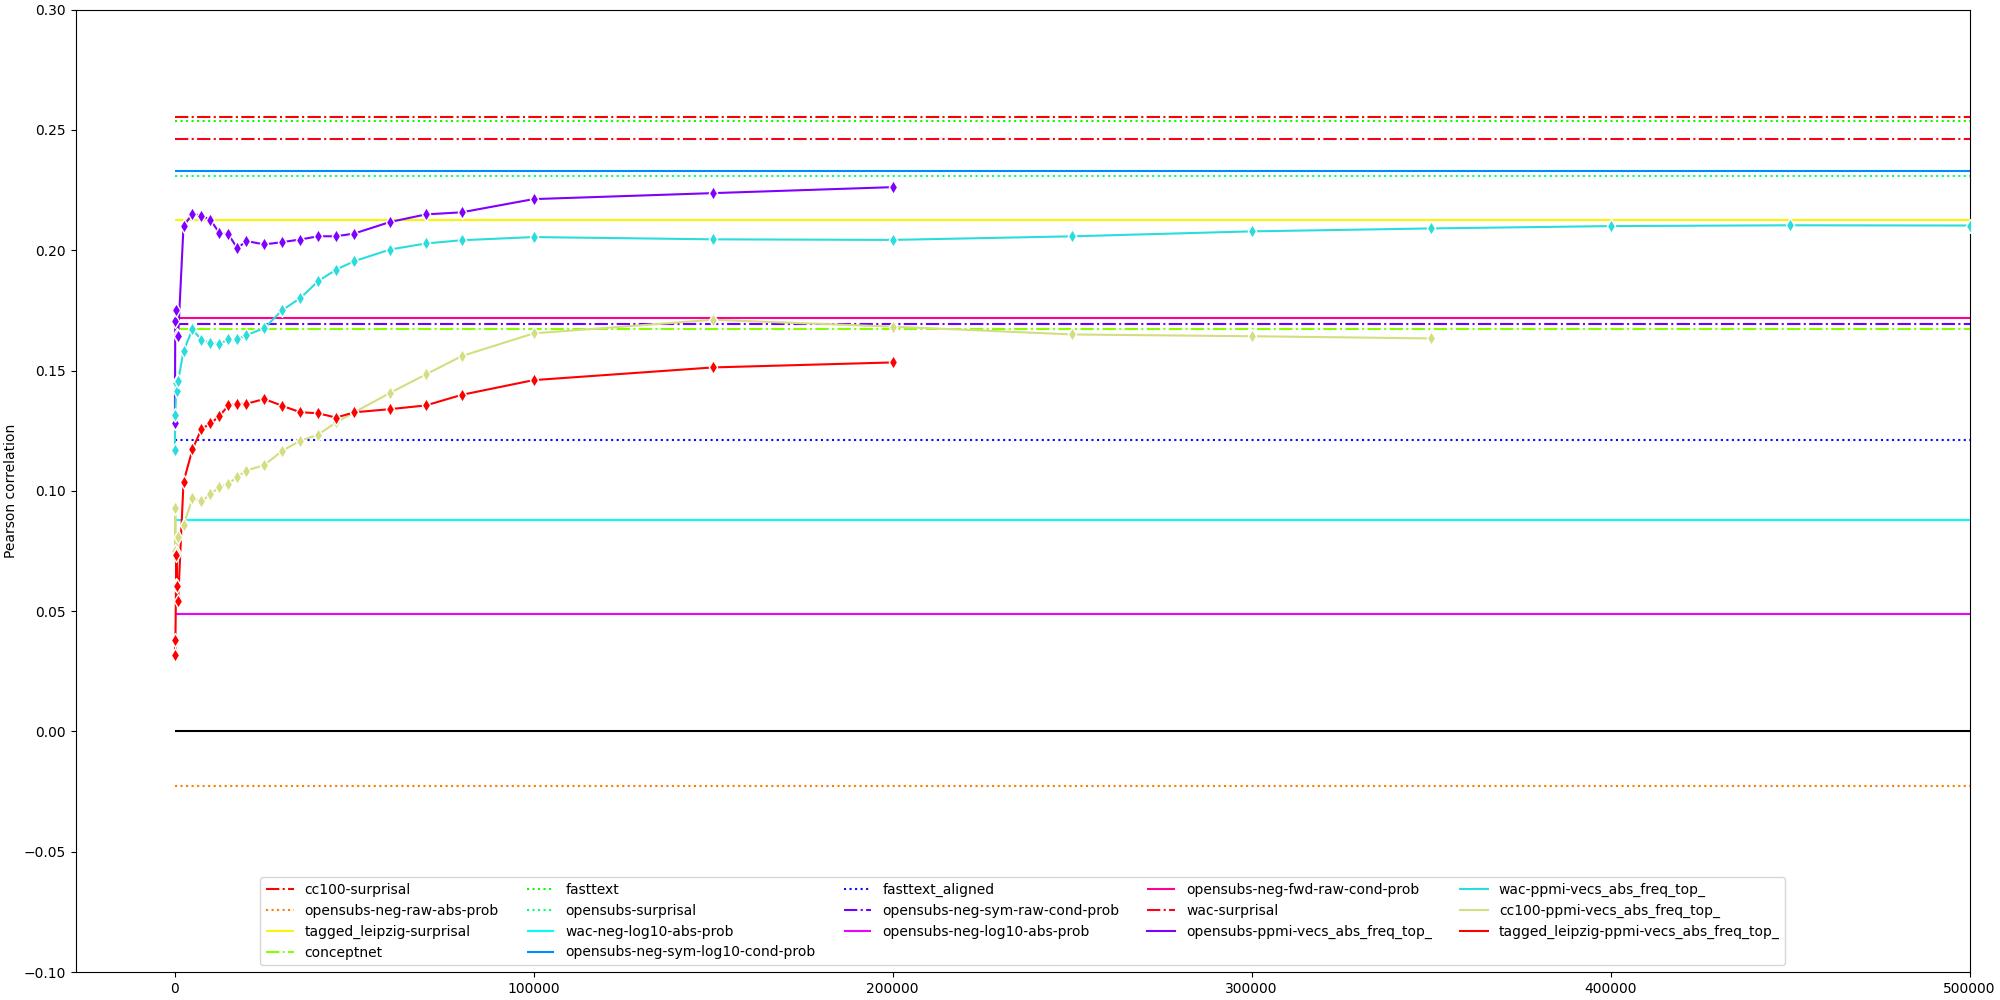 0.30
0.25
0.20
0.15
0.10
0.05
0.00
−0.05
−0.10
Pearson correlation
cc100-surprisal
opensubs-neg-raw-abs-prob
tagged_leipzig-surprisal
conceptnet
fasttext
opensubs-surprisal
wac-neg-log10-abs-prob
opensubs-neg-sym-log10-cond-prob
fasttext_aligned
opensubs-neg-sym-raw-cond-prob
opensubs-neg-log10-abs-prob
opensubs-neg-fwd-raw-cond-prob
wac-surprisal
opensubs-ppmi-vecs_abs_freq_top_
wac-ppmi-vecs_abs_freq_top_
cc100-ppmi-vecs_abs_freq_top_
tagged_leipzig-ppmi-vecs_abs_freq_top_
0 100000 200000 300000 400000 500000